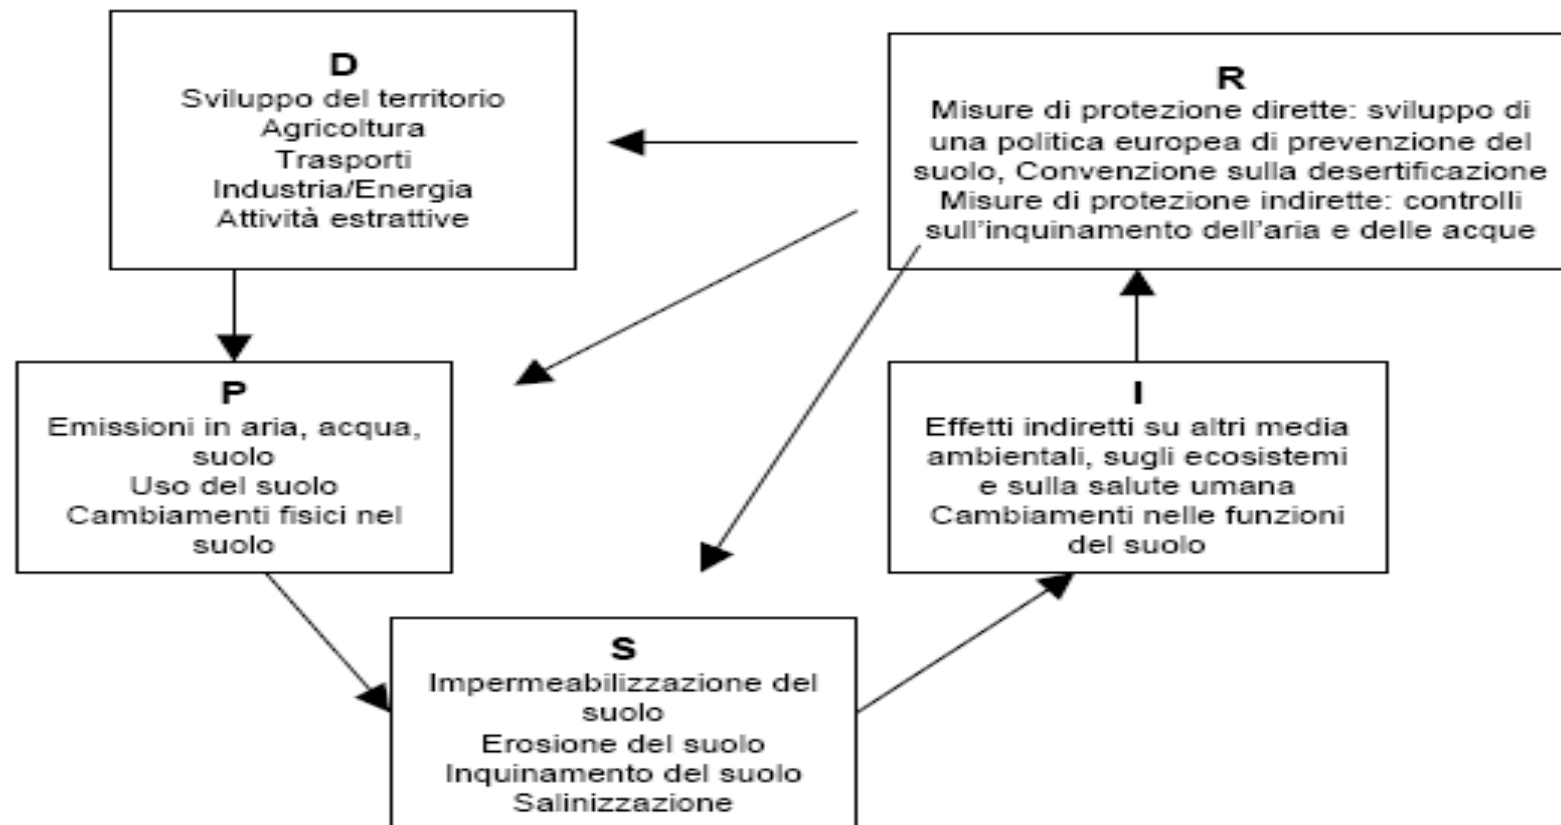 D
Sviluppo del territorio
Agricoltura
Trasporti
Industria/Energia
Attività estrattive
R
Misure di protezione dirette: sviluppo di
una politica europea di prevenzione del
suolo, Convenzione sulla desertificazione
Misure di protezione indirette: controlli
sull'inquinamento dell'aria e delle acque
P
Emissioni in aria, acqua,
suolo
Uso del suolo
Cambiamenti fisici nel
suolo
I
Effetti indiretti su altri media
ambientali, sugli ecosistemi
e sulla salute umana
Cambiamenti nelle funzioni
del suolo
S
Impermeabilizzazione del
suolo
Erosione del suolo
Inquinamento del suolo
Salinizzazione